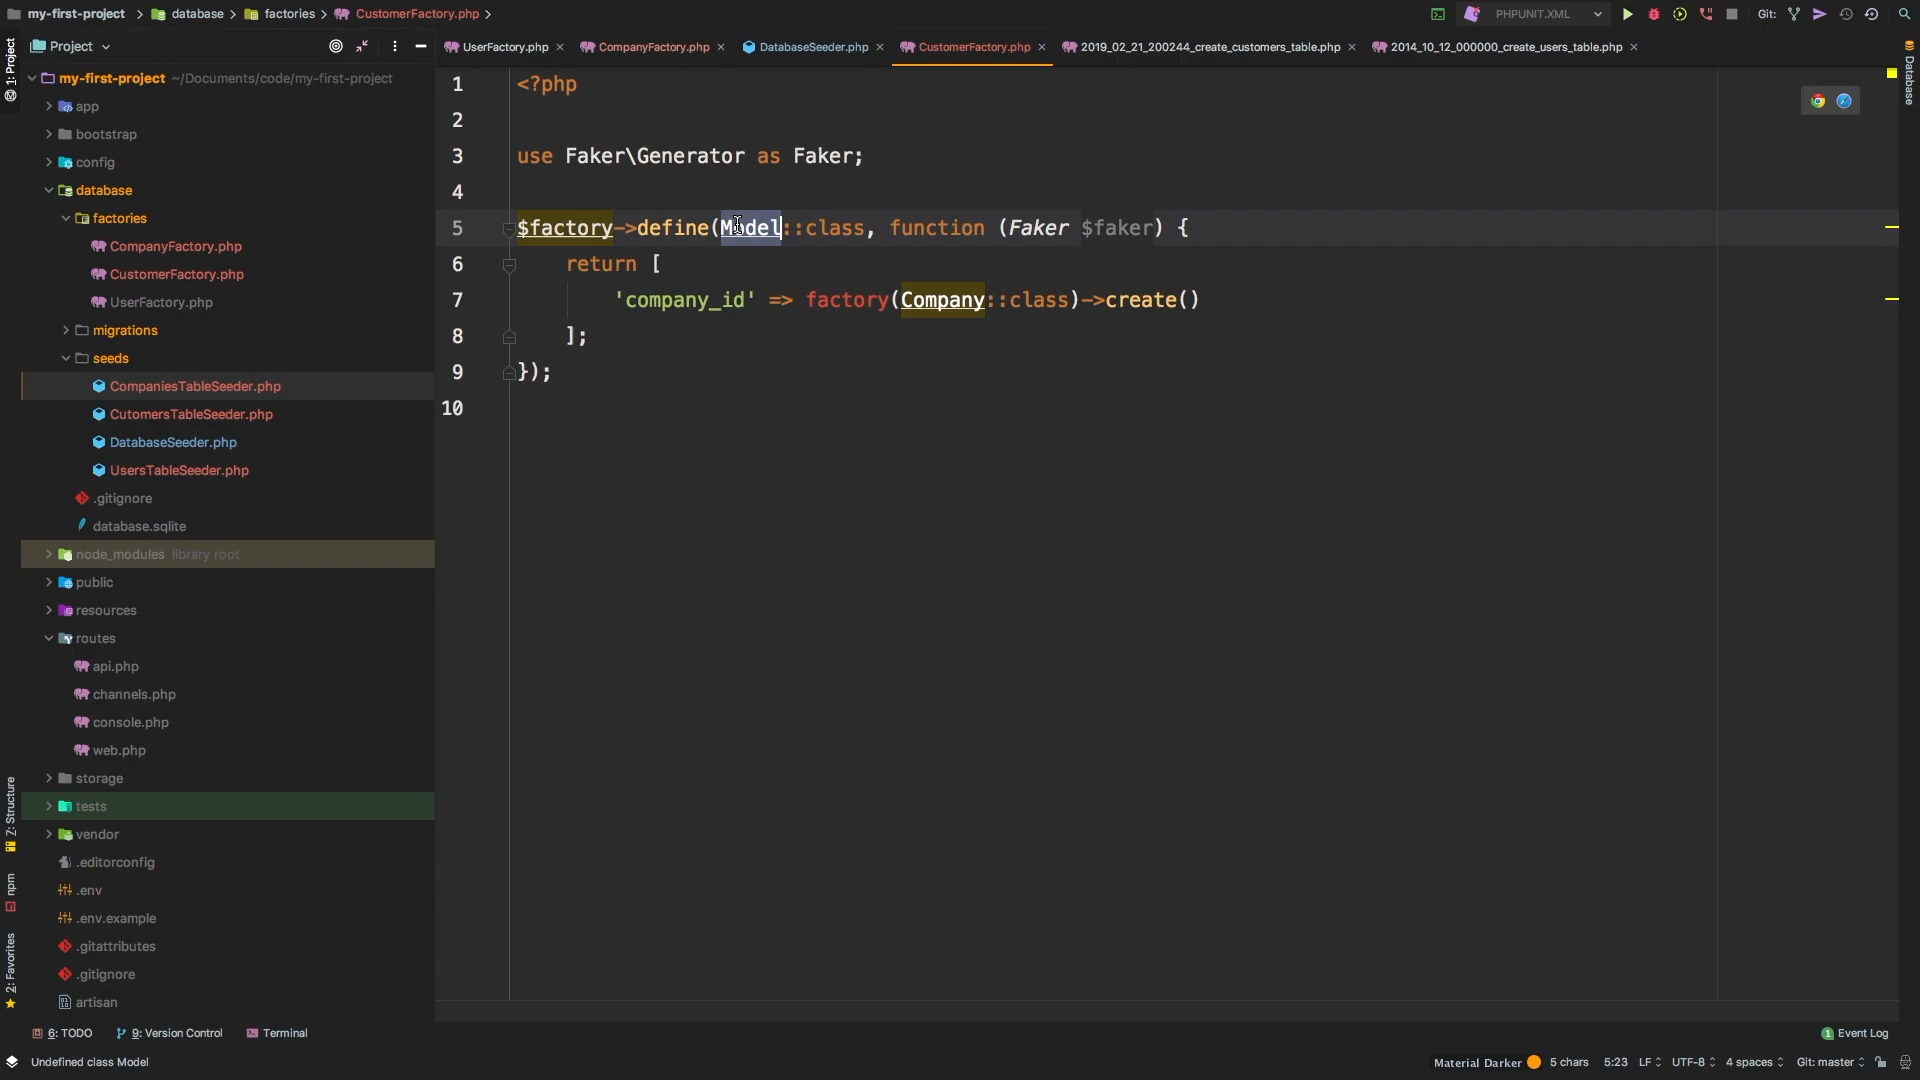 my-first-project database factories CustomerFactory.php
PHPUNIT.XML Git:
Project
UserFactory.php CompanyFactory.php DatabaseSeeder.php CustomerFactory.php 2019_02_21_200244_create_customers_table.php 2014_10_12_000000_create_users_table.php
1: Project
my-first-project ~/Documents/code/my-first-project
app
bootstrap
config
database
factories
CompanyFactory.php
CustomerFactory.php
UserFactory.php
migrations
seeds
CompaniesTableSeeder.php
CutomersTableSeeder.php
DatabaseSeeder.php
UsersTableSeeder.php
.gitignore
database.sqlite
node_modules library root
public
resources
routes
api.php
channels.php
console.php
web.php
storage
tests
vendor
.editorconfig
.env
.env.example
.gitattributes
.gitignore
artisan
Z: Structure
npm
2: Favorites
1 <?php
2
3 use Faker\Generator as Faker;
4
5 $factory->define(Model::class, function (Faker $faker) {
6 return [
7 'company_id' => factory(Company::class)->create()
8 ];
9 });
10
Database
6: TODO 9: Version Control Terminal 1 Event Log
Undefined class Model Material Darker 5 chars 5:23 LF UTF-8 4 spaces Git: master